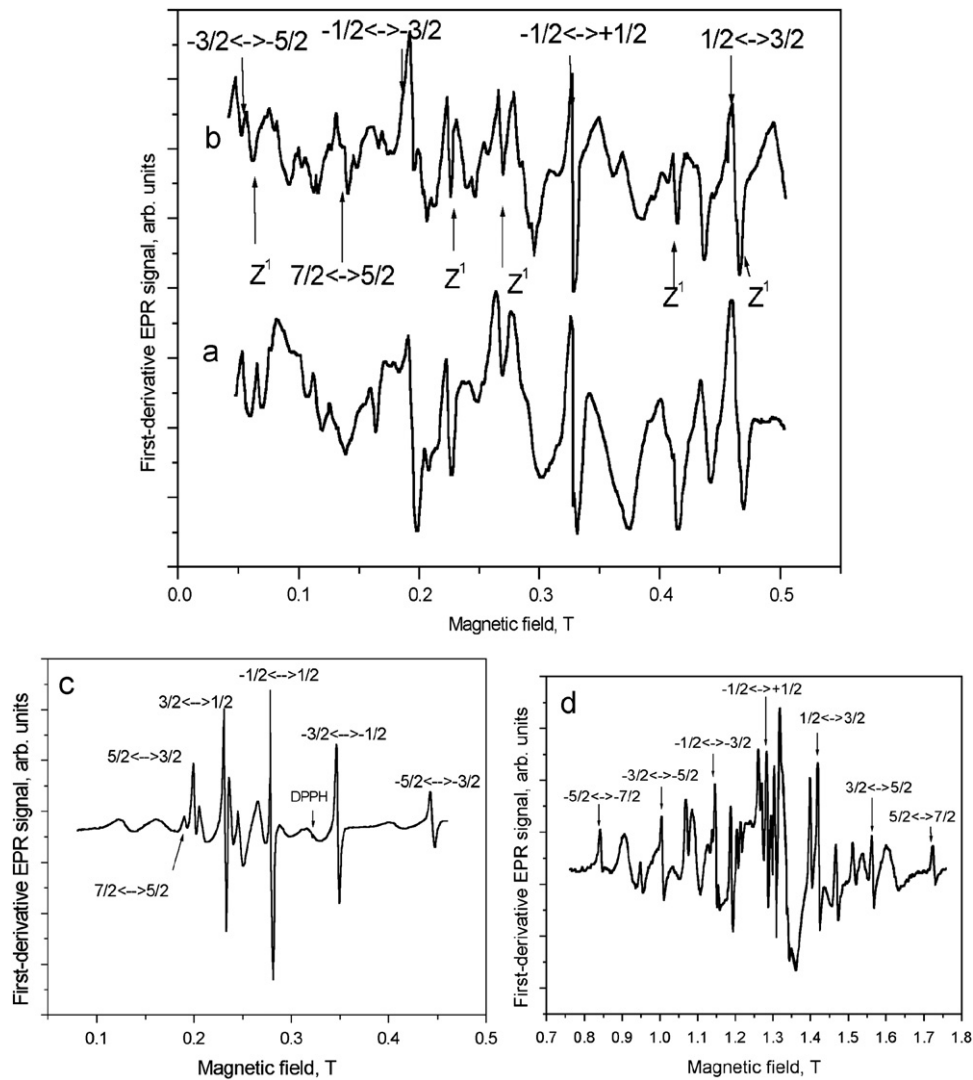 -3/2<->-5/2
-1/2<->-3/2
-1/2<->+1/2
1/2<->3/2
b
Z¹
7/2<->5/2
Z¹
Z¹
Z¹
Z¹
a
First-derivative EPR signal, arb. units
0.0 0.1 0.2 0.3 0.4 0.5
Magnetic field, T
c
-1/2<-->1/2
3/2<-->1/2
-3/2<-->-1/2
5/2<-->3/2
-5/2<-->-3/2
DPPH
7/2<-->5/2
First-derivative EPR signal, arb. units
0.1 0.2 0.3 0.4 0.5
Magnetic field, T
d
-1/2<->+1/2
1/2<->3/2
-1/2<->-3/2
-3/2<->-5/2
3/2<->5/2
-5/2<->-7/2
5/2<->7/2
First-derivative EPR signal, arb. units
0.7 0.8 0.9 1.0 1.1 1.2 1.3 1.4 1.5 1.6 1.7 1.8
Magnetic field, T